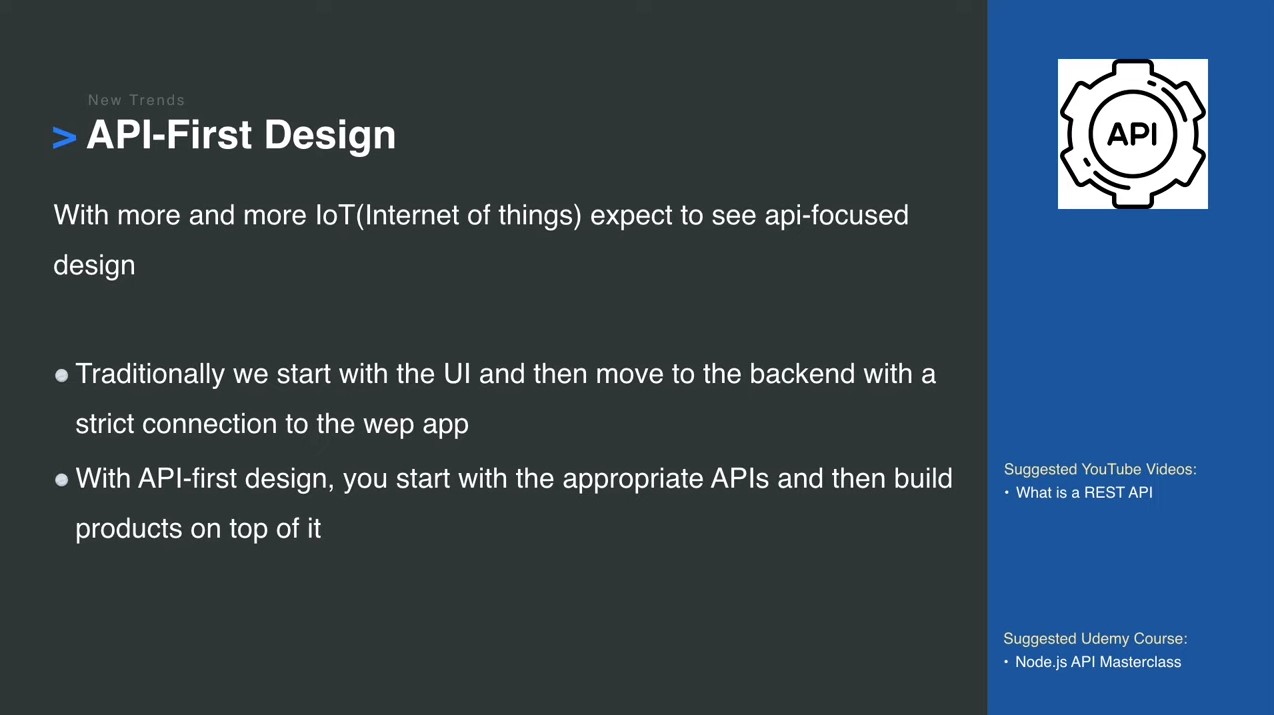 New Trends
> API-First Design
With more and more IoT(Internet of things) expect to see api-focused
design
• Traditionally we start with the UI and then move to the backend with a
strict connection to the wep app
• With API-first design, you start with the appropriate APIs and then build
products on top of it
API
Suggested YouTube Videos:
• What is a REST API
Suggested Udemy Course:
• Node.js API Masterclass